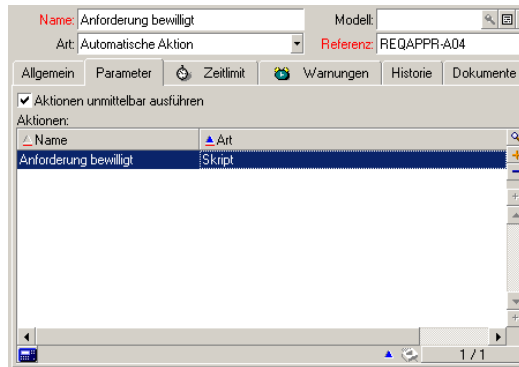 Name: Anforderung bewilligt Modell:
Art: Automatische Aktion Referenz: REQAPPR-A04
Allgemein Parameter Zeitlimit Warnungen Historie Dokumente
Aktionen unmittelbar ausführen
Aktionen:
Name Art
Anforderung bewilligt Skript
1 / 1